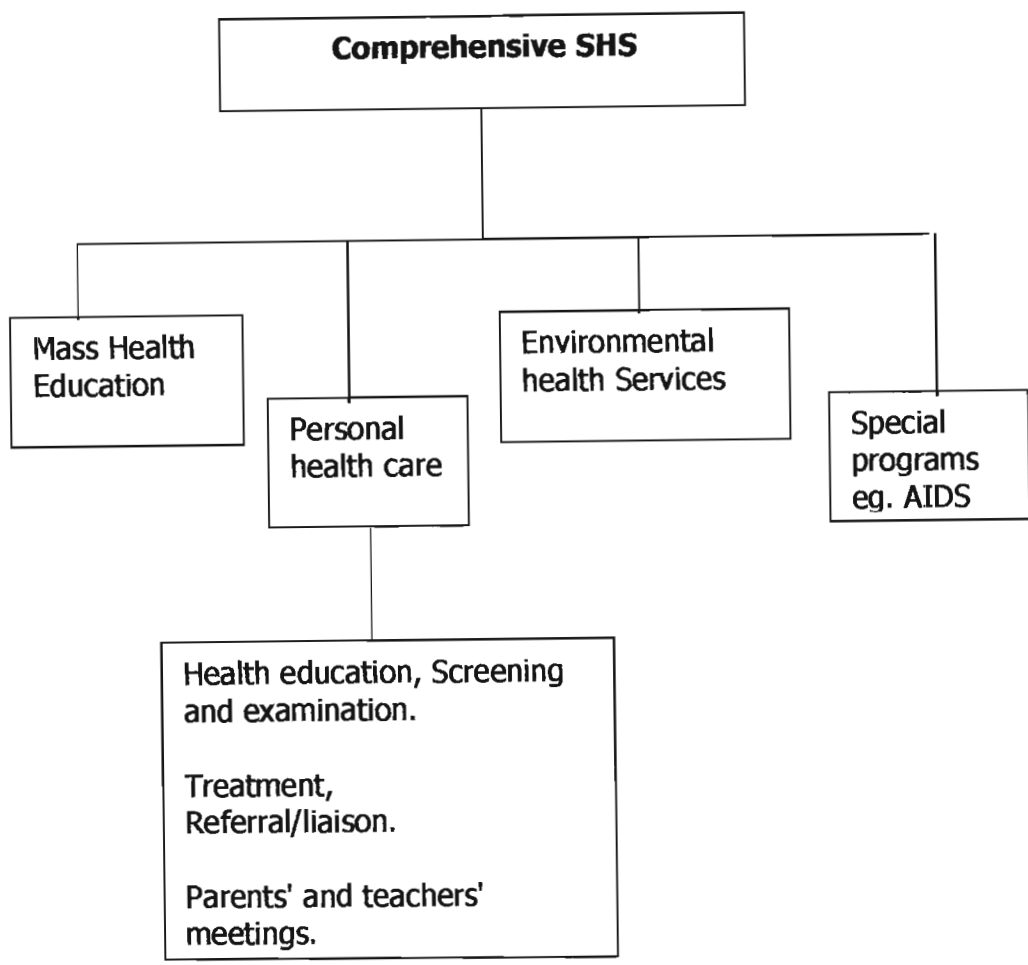 Comprehensive SHS
Mass Health
Education
Personal
health care
Environmental
health Services
Special
programs
eg. AIDS
Health education, Screening
and examination.
Treatment,
Referral/liaison.
Parents' and teachers'
meetings.